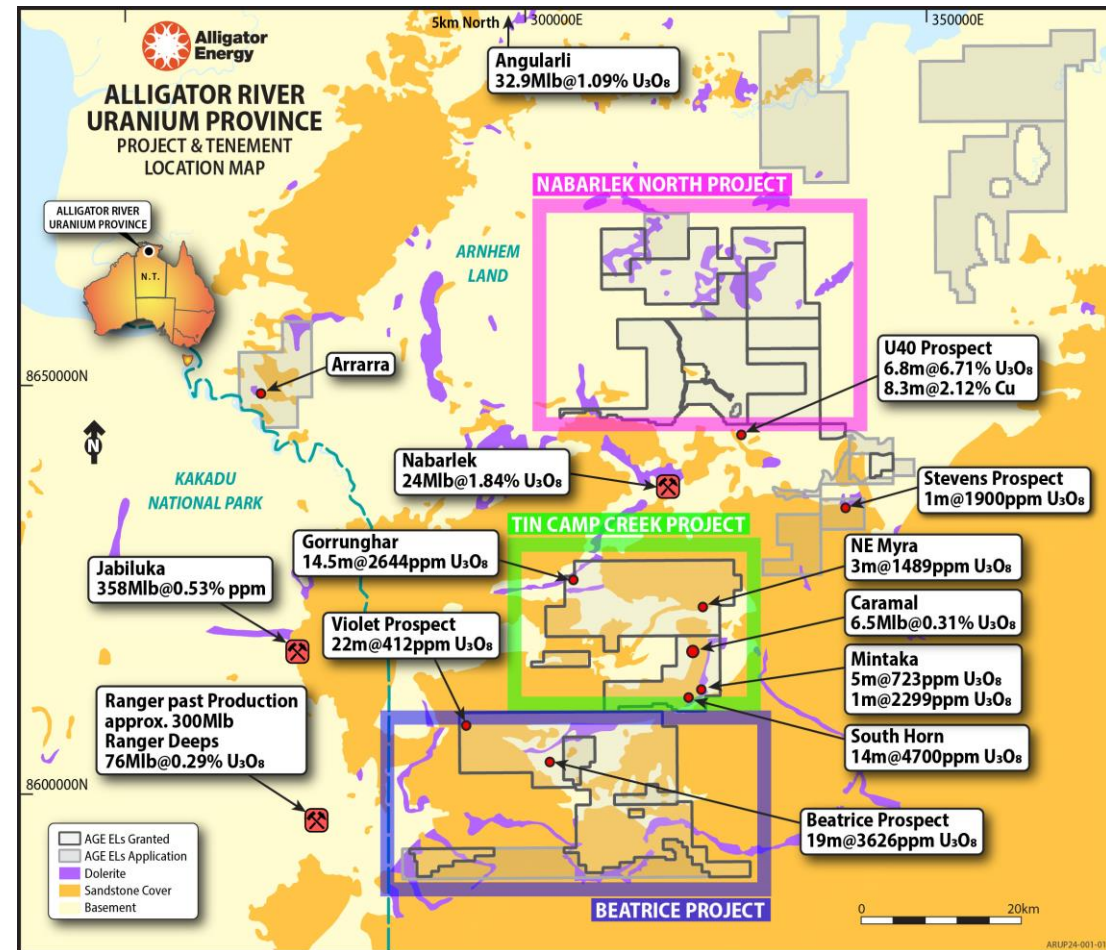 5km North
300000E
350000E
Alligator
Energy
ALLIGATOR RIVER
URANIUM PROVINCE
PROJECT & TENEMENT
LOCATION MAP
Angularli
32.9Mlb@1.09% U₃O₈
ALLIGATOR RIVER
URANIUM PROVINCE
N.T.
NABARLEK NORTH PROJECT
ARNHEM
LAND
8650000N
Arrarra
U40 Prospect
6.8m@6.71% U₃O₈
8.3m@2.12% Cu
N
KAKADU
NATIONAL PARK
Nabarlek
24Mlb@1.84% U₃O₈
Stevens Prospect
1m@1900ppm U₃O₈
TIN CAMP CREEK PROJECT
Gorrunghar
14.5m@2644ppm U₃O₈
NE Myra
3m@1489ppm U₃O₈
Jabiluka
358Mlb@0.53% ppm
Caramal
6.5Mlb@0.31% U₃O₈
Violet Prospect
22m@412ppm U₃O₈
Mintaka
5m@723ppm U₃O₈
1m@2299ppm U₃O₈
Ranger past Production
approx. 300Mlb
Ranger Deeps
76Mlb@0.29% U₃O₈
South Horn
14m@4700ppm U₃O₈
8600000N
Beatrice Prospect
19m@3626ppm U₃O₈
AGE ELs Granted
AGE ELs Application
Dolerite
Sandstone Cover
Basement
BEATRICE PROJECT
0
20km
ARUP24-001-01